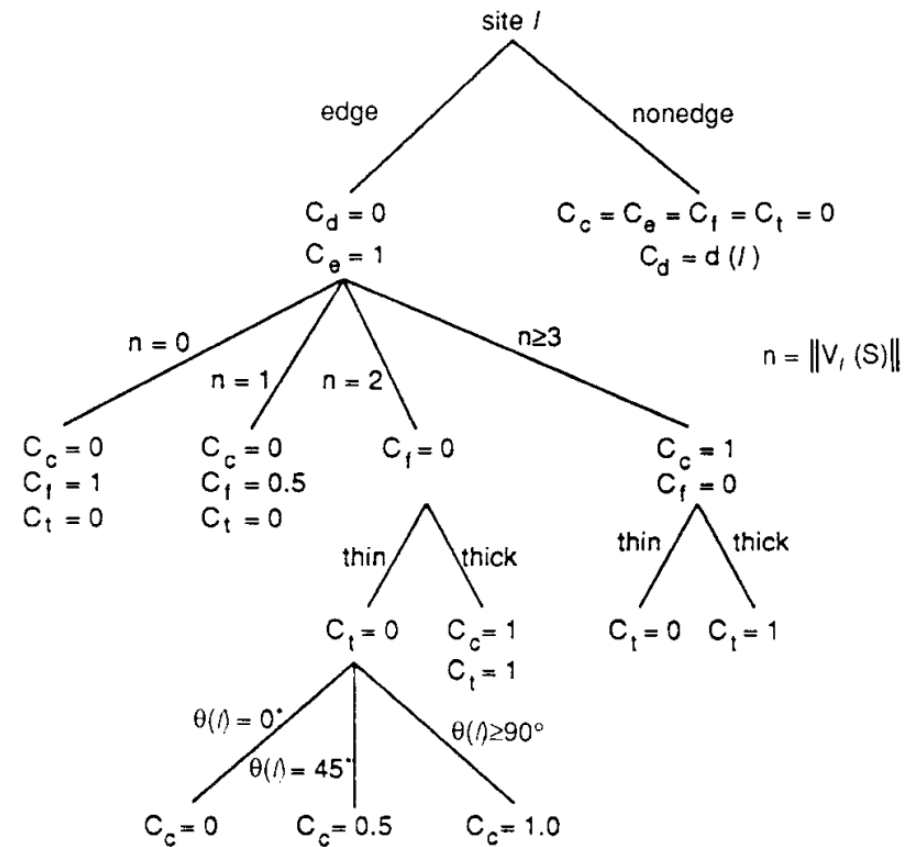 site l
edge
nonedge
C_d = 0
C_e = 1
C_c = C_e = C_f = C_t = 0
C_d = d (l)
n = 0
n = 1
n = 2
n≥3
n = ||V_l (S)||
C_c = 0
C_f = 1
C_t = 0
C_c = 0
C_f = 0.5
C_t = 0
C_f = 0
C_c = 1
C_f = 0
thin
thick
thin
thick
C_t = 0
C_c = 1
C_t = 1
C_t = 0
C_t = 1
θ(l) = 0°
θ(l) = 45°
θ(l)≥90°
C_c = 0
C_c = 0.5
C_c = 1.0